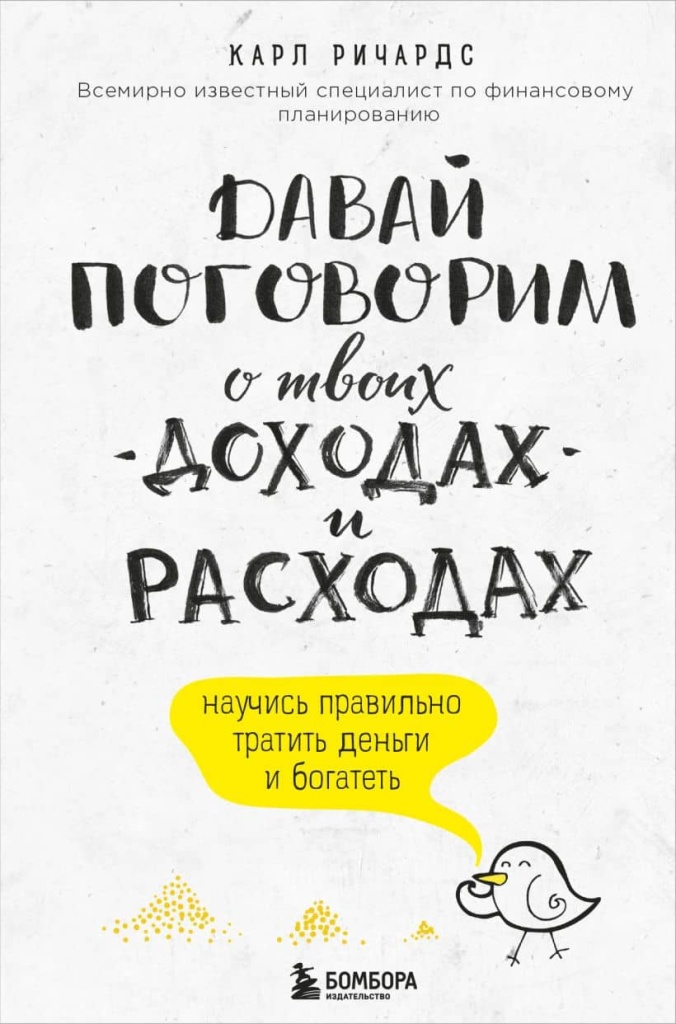 КАРЛ РИЧАРДС
Всемирно известный специалист по финансовому
планированию
ДАВАЙ
ПОГОВОРИМ
о твоих
ДОХОДАХ
и
РАСХОДАХ
научись правильно
тратить деньги
и богатеть
БОМБОРА
ИЗДАТЕЛЬСТВО